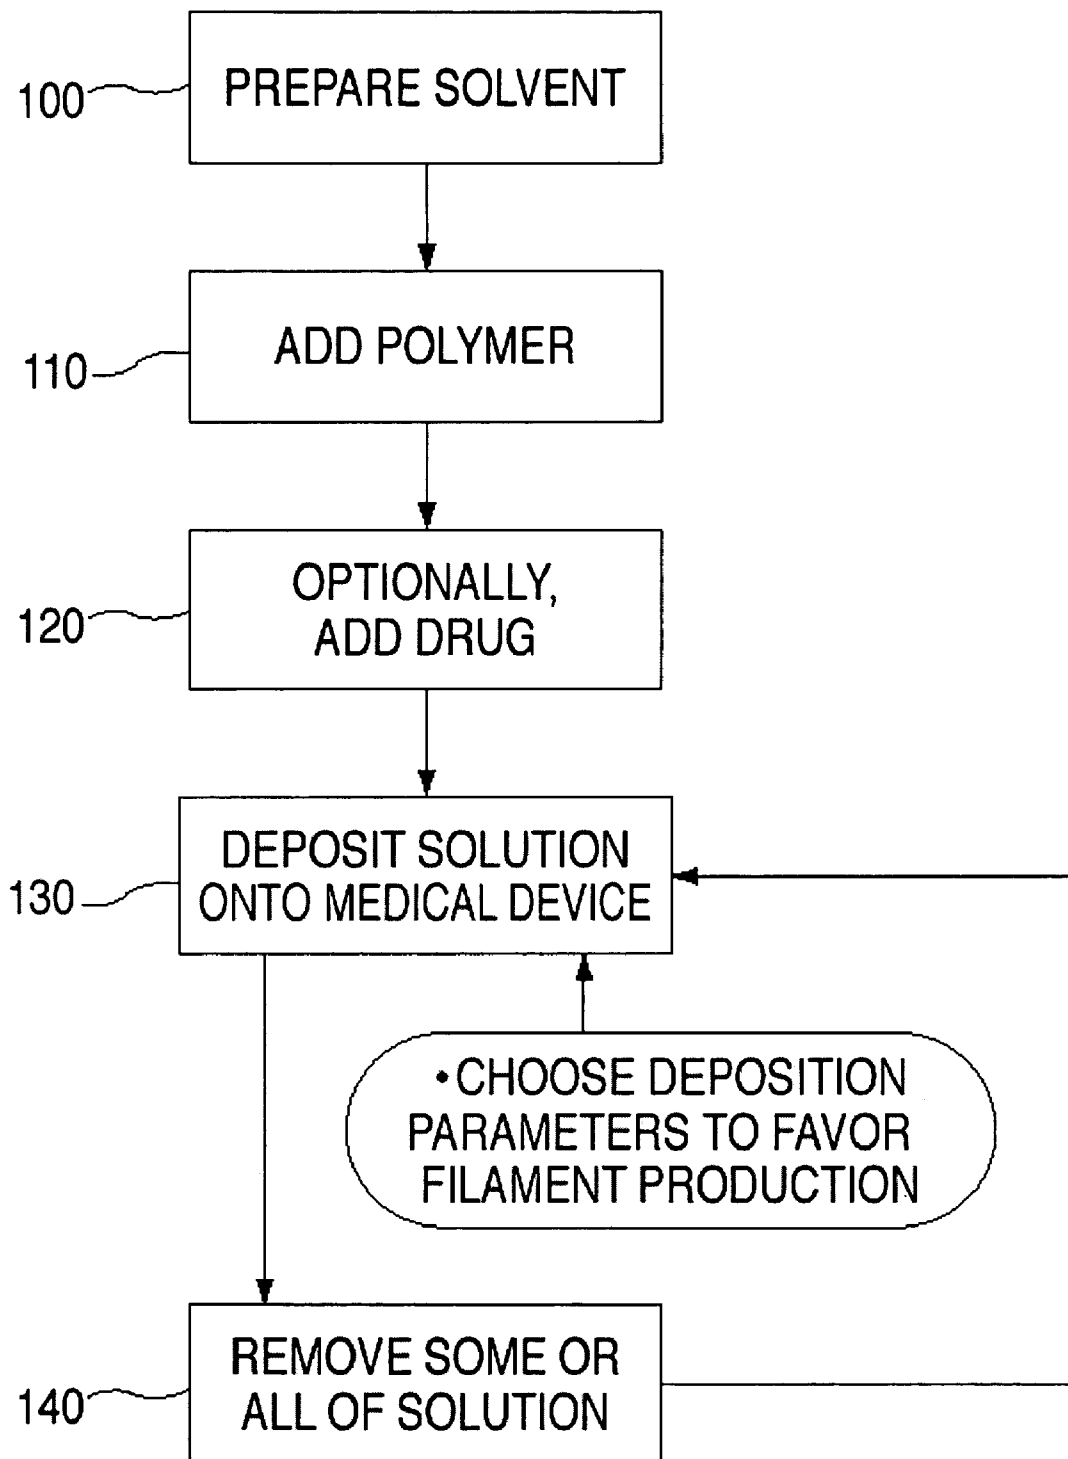 PREPARE SOLVENT
100
ADD POLYMER
110
OPTIONALLY,
ADD DRUG
120
DEPOSIT SOLUTION
ONTO MEDICAL DEVICE
130
•CHOOSE DEPOSITION
PARAMETERS TO FAVOR
FILAMENT PRODUCTION
REMOVE SOME OR
ALL OF SOLUTION
140